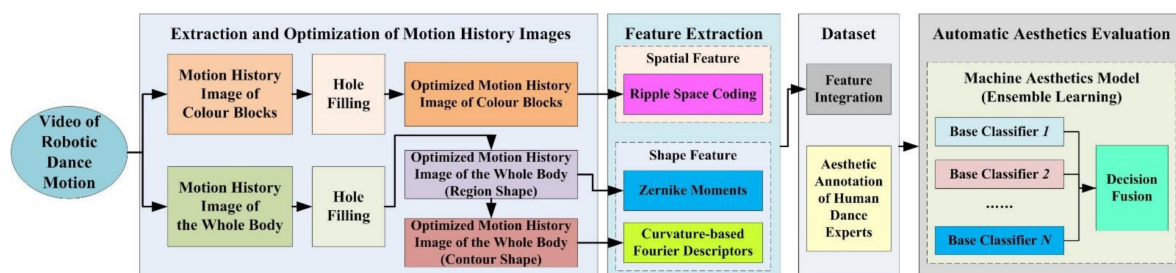 Extraction and Optimization of Motion History Images
Video of
Robotic
Dance
Motion
Motion History
Image of
Colour Blocks
Hole
Filling
Optimized Motion History
Image of Colour Blocks
Motion History
Image of
the Whole Body
Hole
Filling
Optimized Motion History
Image of the Whole Body
(Region Shape)
Optimized Motion History
Image of the Whole Body
(Contour Shape)
Feature Extraction
Spatial Feature
Ripple Space Coding
Shape Feature
Zernike Moments
Curvature-based
Fourier Descriptors
Dataset
Feature
Integration
Aesthetic
Annotation
of Human
Dance
Experts
Automatic Aesthetics Evaluation
Machine Aesthetics Model
(Ensemble Learning)
Base Classifier 1
Base Classifier 2
……
Base Classifier N
Decision
Fusion